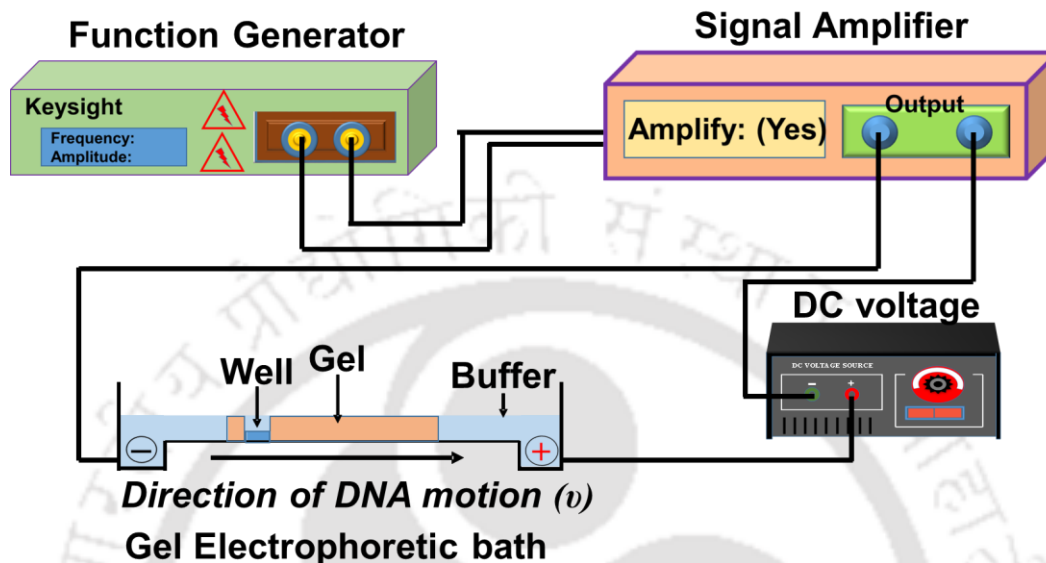 Function Generator
Signal Amplifier
Keysight
Frequency:
Amplitude:
Amplify: (Yes)
Output
DC voltage
DC VOLTAGE SOURCE
− +
Well
Gel
Buffer
−
+
Direction of DNA motion (υ)
Gel Electrophoretic bath